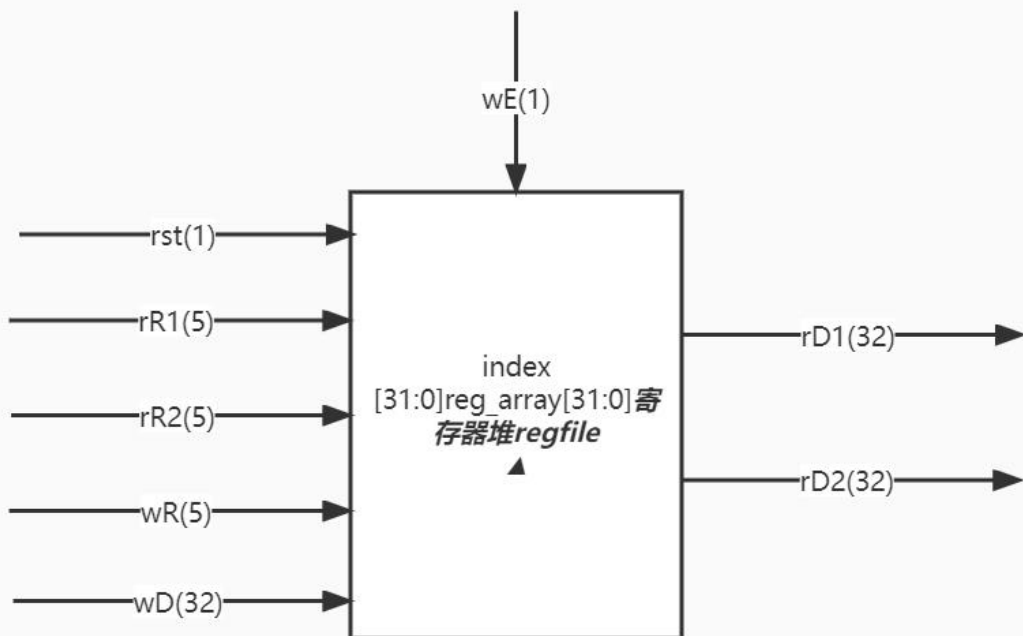 wE(1)
rst(1)
rR1(5)
rR2(5)
wR(5)
wD(32)
index
[31:0]reg_array[31:0]寄
存器堆regfile
rD1(32)
rD2(32)